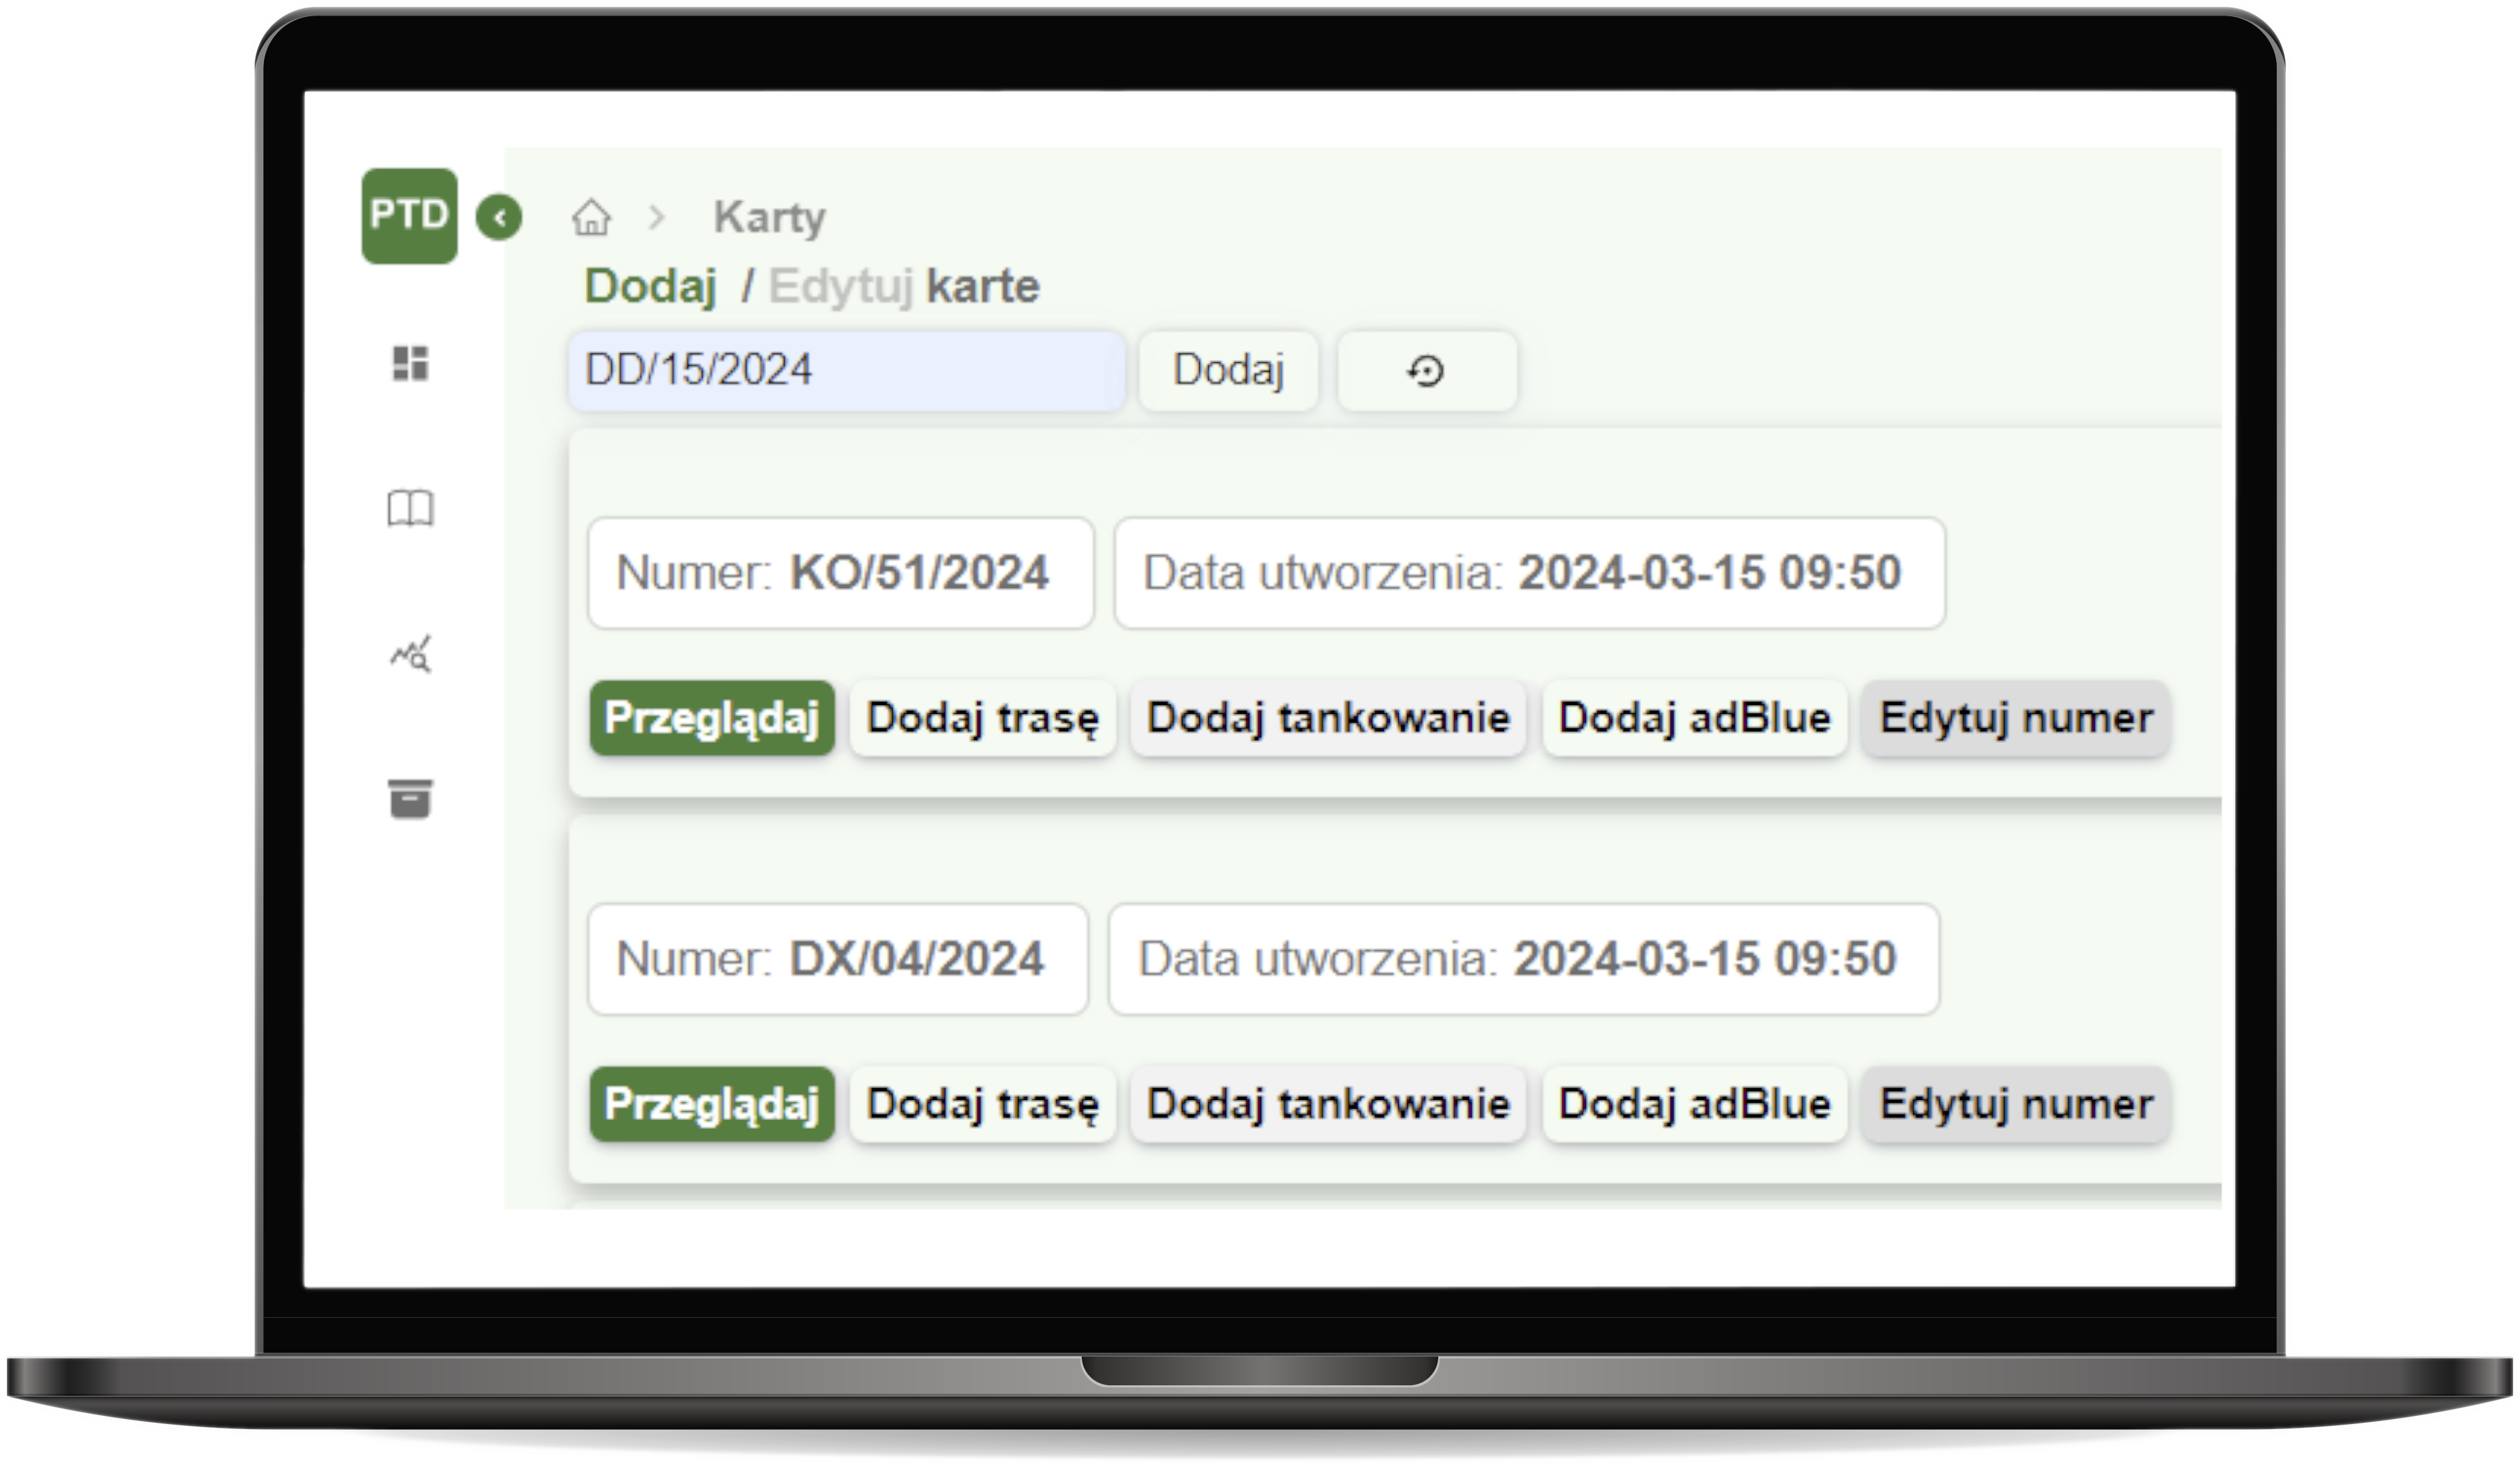 PTD
Karty
Dodaj / Edytuj karte
DD/15/2024 Dodaj
Numer: KO/51/2024 Data utworzenia: 2024-03-15 09:50
Przeglądaj Dodaj trasę Dodaj tankowanie Dodaj adBlue Edytuj numer
Numer: DX/04/2024 Data utworzenia: 2024-03-15 09:50
Przeglądaj Dodaj trasę Dodaj tankowanie Dodaj adBlue Edytuj numer